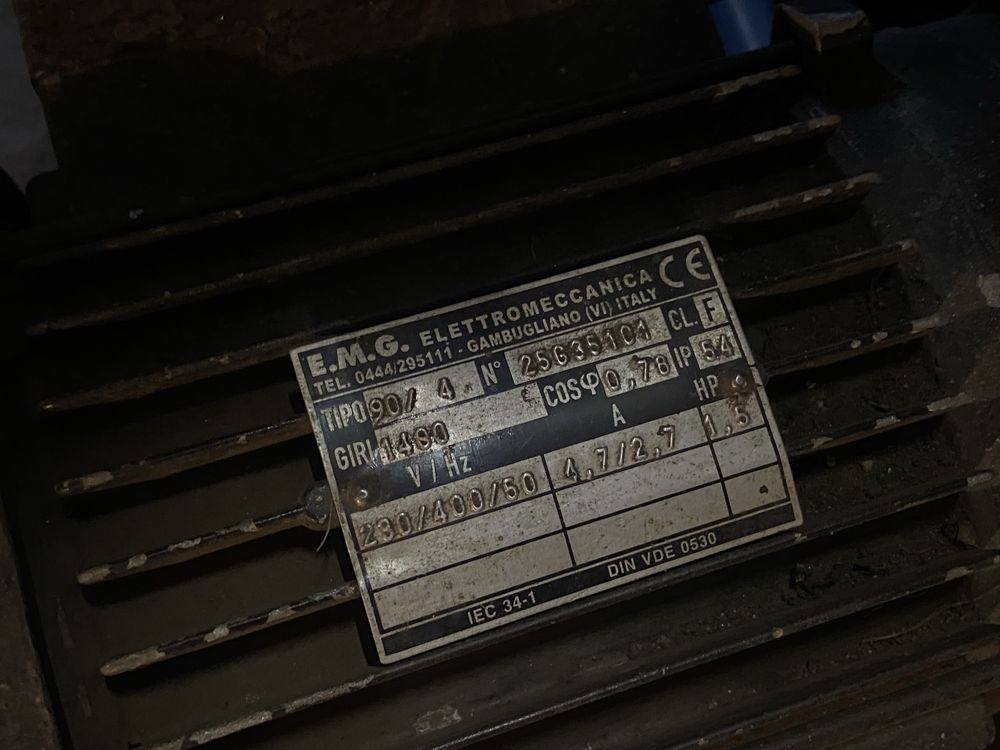 E.M.G. ELETTROMECCANICA CE
TEL. 0444/295111 - GAMBUGLIANO (VI) ITALY
TIPO 90/ 4 N° 25G35101 CL. F
GIRI 1400 COSφ 0,78 IP 54
V/Hz A HP
230/400/50 4,7/2,7 1,5
IEC 34-1 DIN VDE 0530